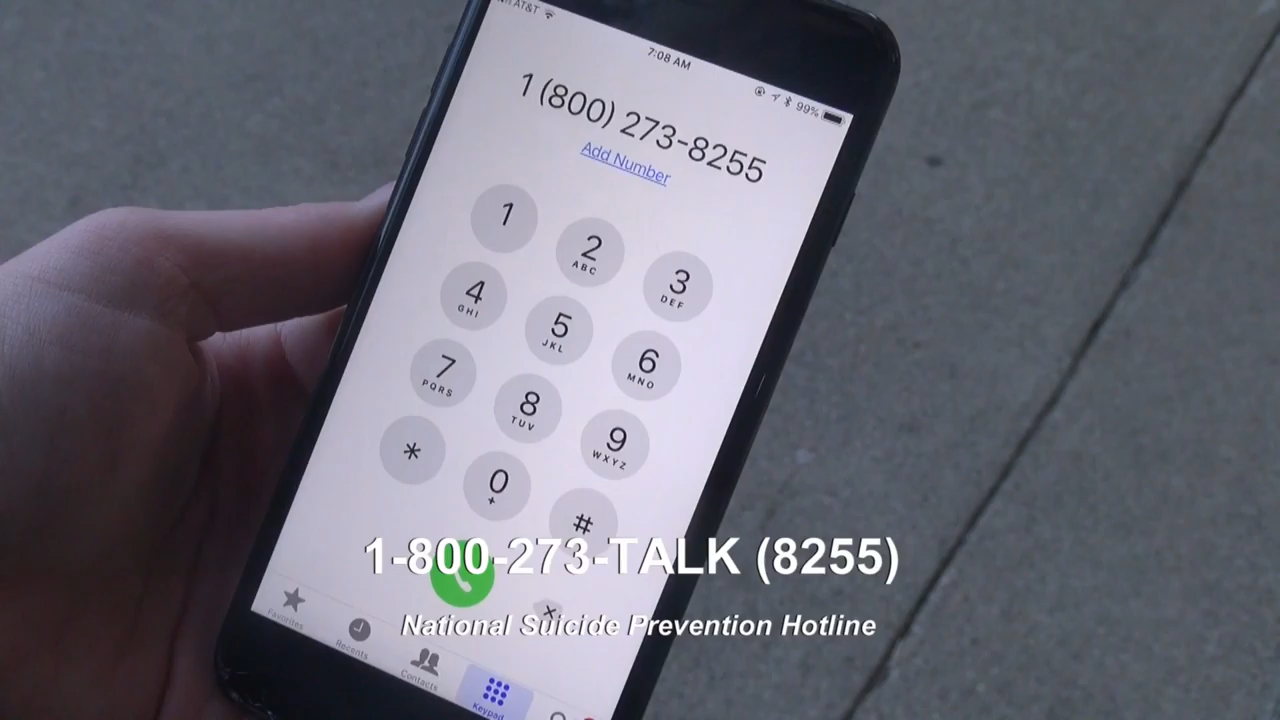 AT&T
7:08 AM
99%
1 (800) 273-8255
Add Number
1
2
ABC
3
DEF
4
GHI
5
JKL
6
MNO
7
PQRS
8
TUV
9
WXYZ
*
0
+
#
1-800-273-TALK (8255)
National Suicide Prevention Hotline
Favorites
Recents
Contacts
Keypad